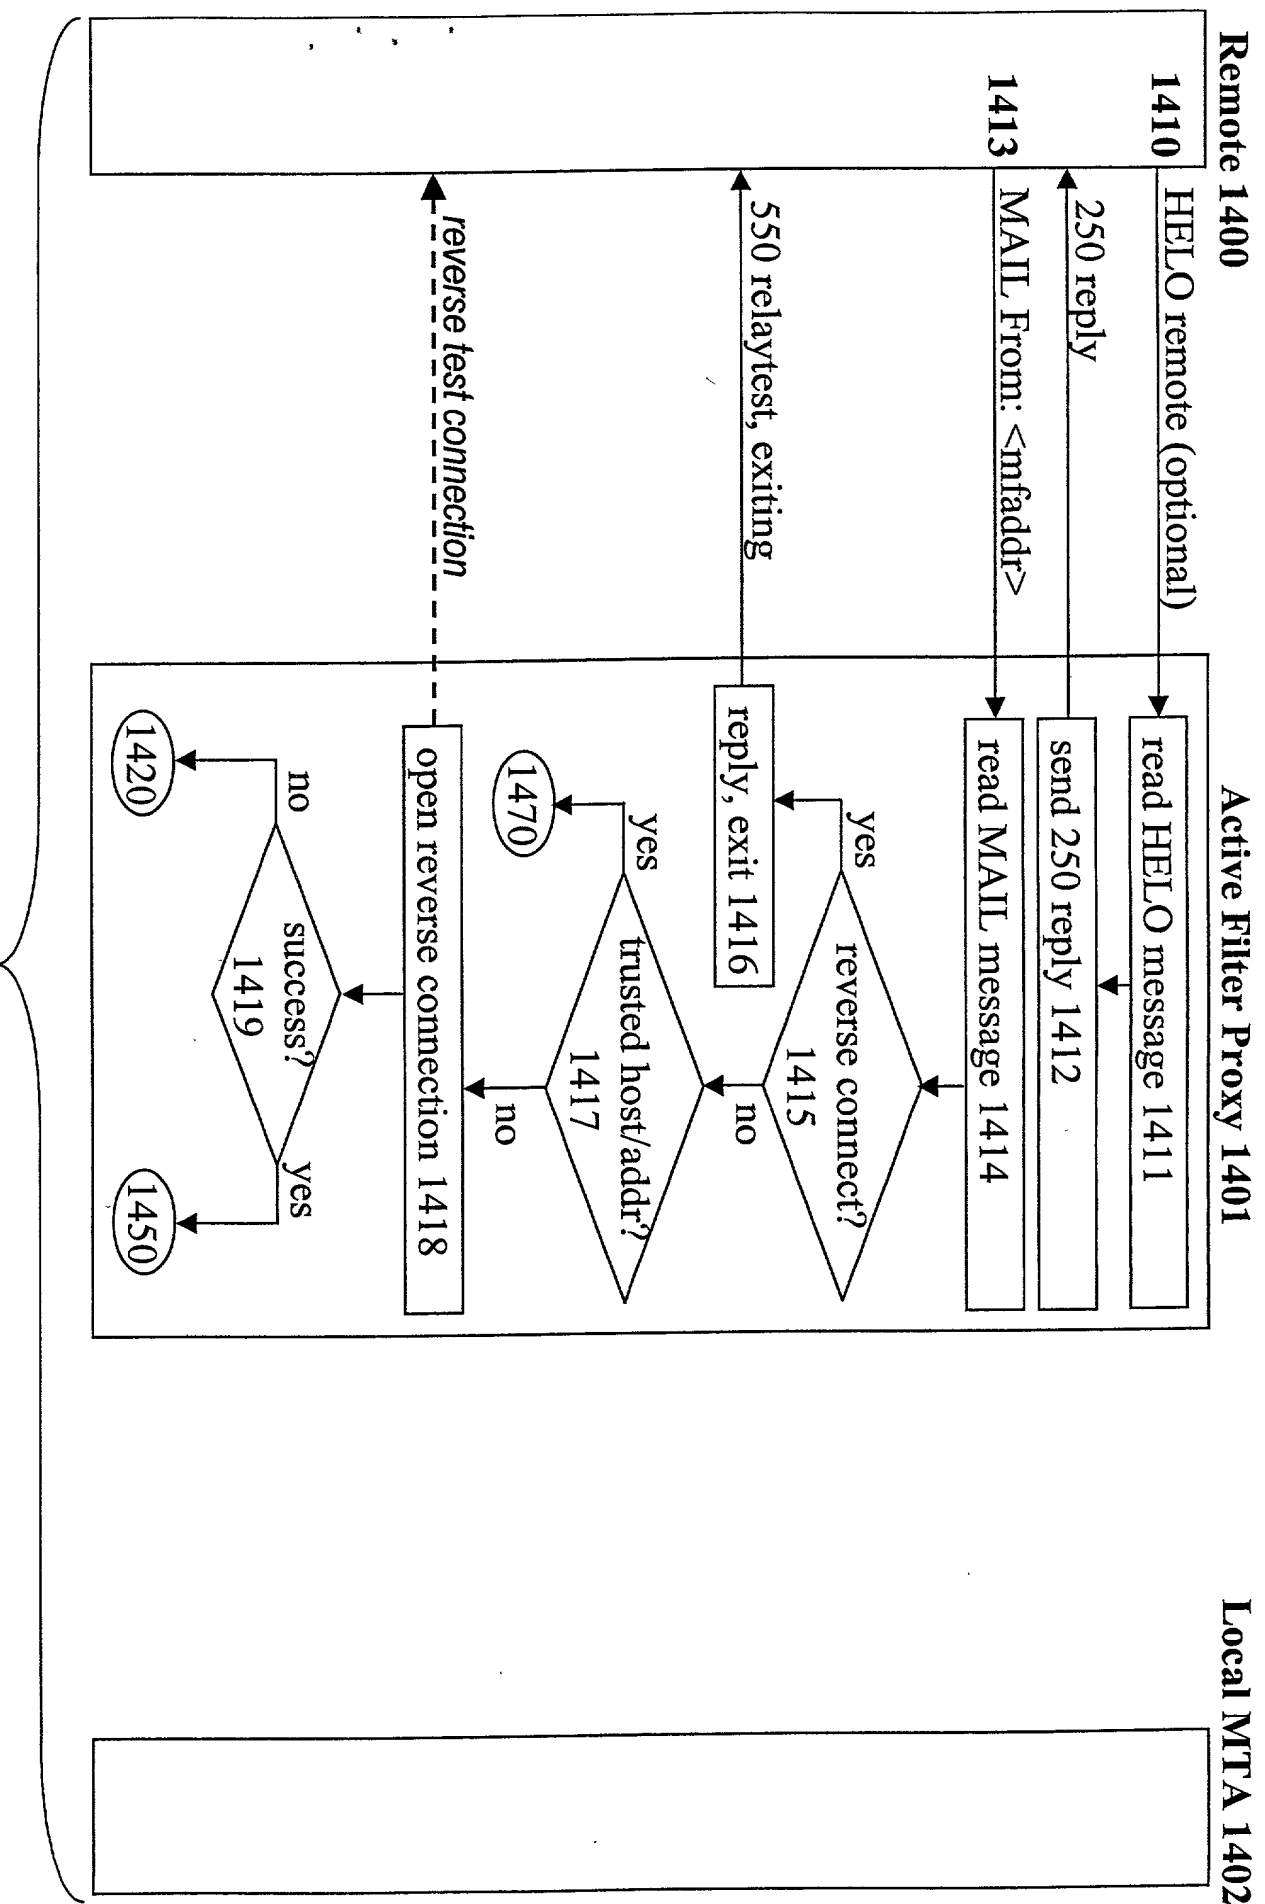 Remote 1400
Active Filter Proxy 1401
Local MTA 1402
1410
HELO remote (optional)
read HELO message 1411
250 reply
send 250 reply 1412
1413
MAIL From: <mfaddr>
read MAIL message 1414
reverse connect?
1415
yes
no
550 relaytest, exiting
reply, exit 1416
trusted host/addr?
1417
yes
no
1470
reverse test connection
open reverse connection 1418
success?
1419
no
yes
1420
1450